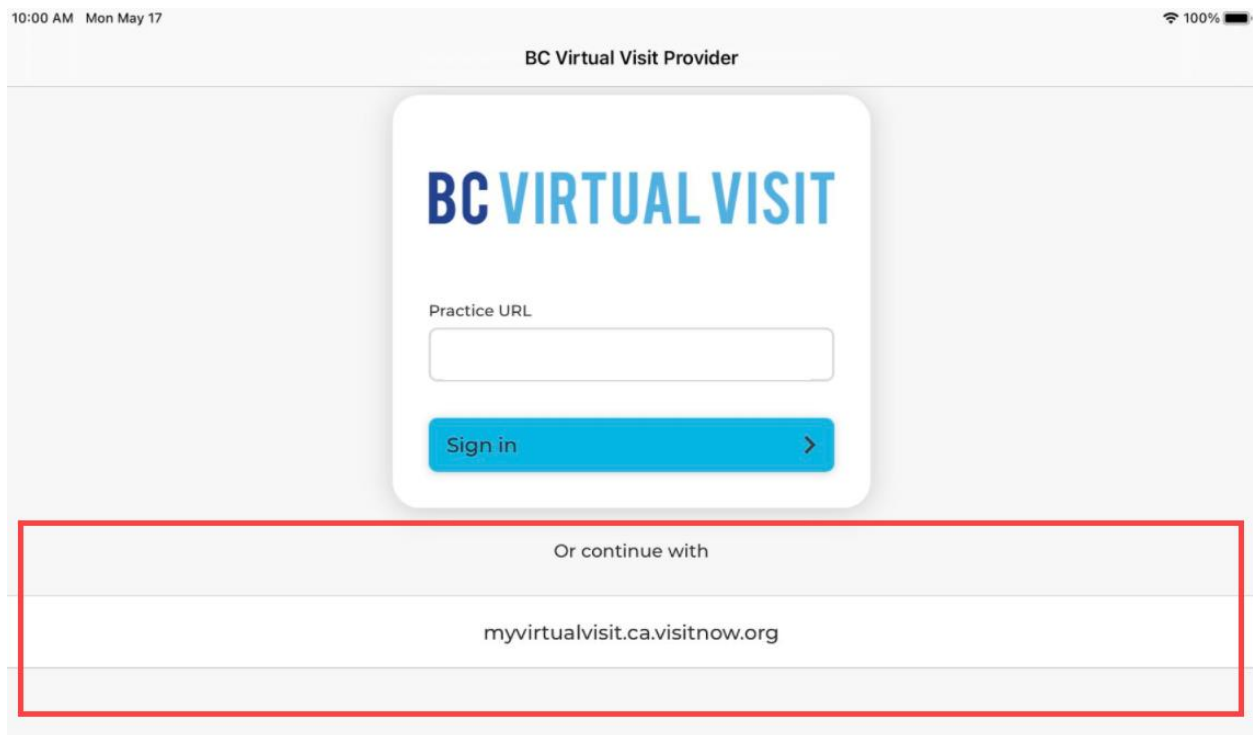 10:00 AM Mon May 17
100%
BC Virtual Visit Provider
BC VIRTUAL VISIT
Practice URL
Sign in
Or continue with
myvirtualvisit.ca.visitnow.org